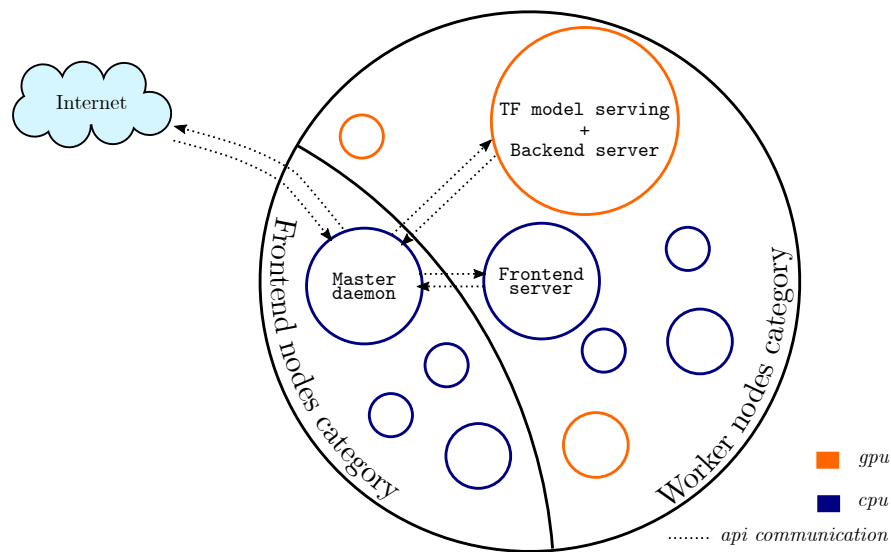 Internet
TF model serving
+
Backend server
Master
daemon
Frontend
server
Frontend nodes category
Worker nodes category
gpu
cpu
api communication